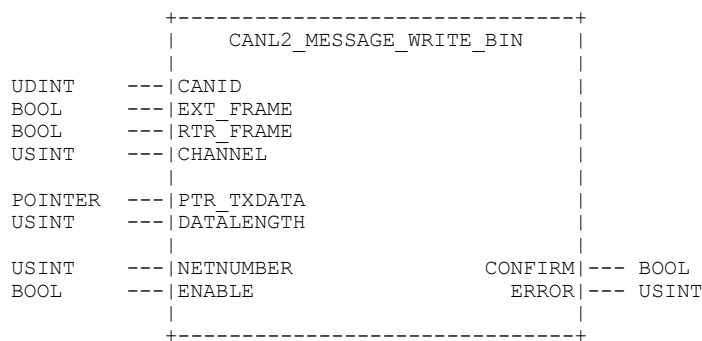 +--------------------------------+
| CANL2_MESSAGE_WRITE_BIN |
| |
UDINT ---|CANID |
BOOL ---|EXT_FRAME |
BOOL ---|RTR_FRAME |
USINT ---|CHANNEL |
| |
POINTER ---|PTR_TXDATA |
USINT ---|DATALENGTH |
| |
USINT ---|NETNUMBER CONFIRM|--- BOOL
BOOL ---|ENABLE ERROR|--- USINT
| |
+--------------------------------+